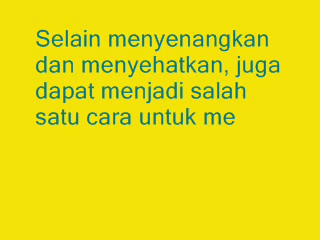 Selain menyenangkan
dan menyehatkan, juga
dapat menjadi salah
satu cara untuk me